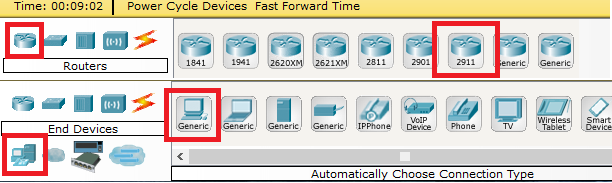 Time: 00:09:02 Power Cycle Devices Fast Forward Time
1841 1941 2620XM 2621XM 2811 2901 2911 Generic Generic
Routers
Generic Generic Generic Generic IPPhone VoIP Device Phone TV Wireless Tablet Smart Device
End Devices
<
Automatically Choose Connection Type